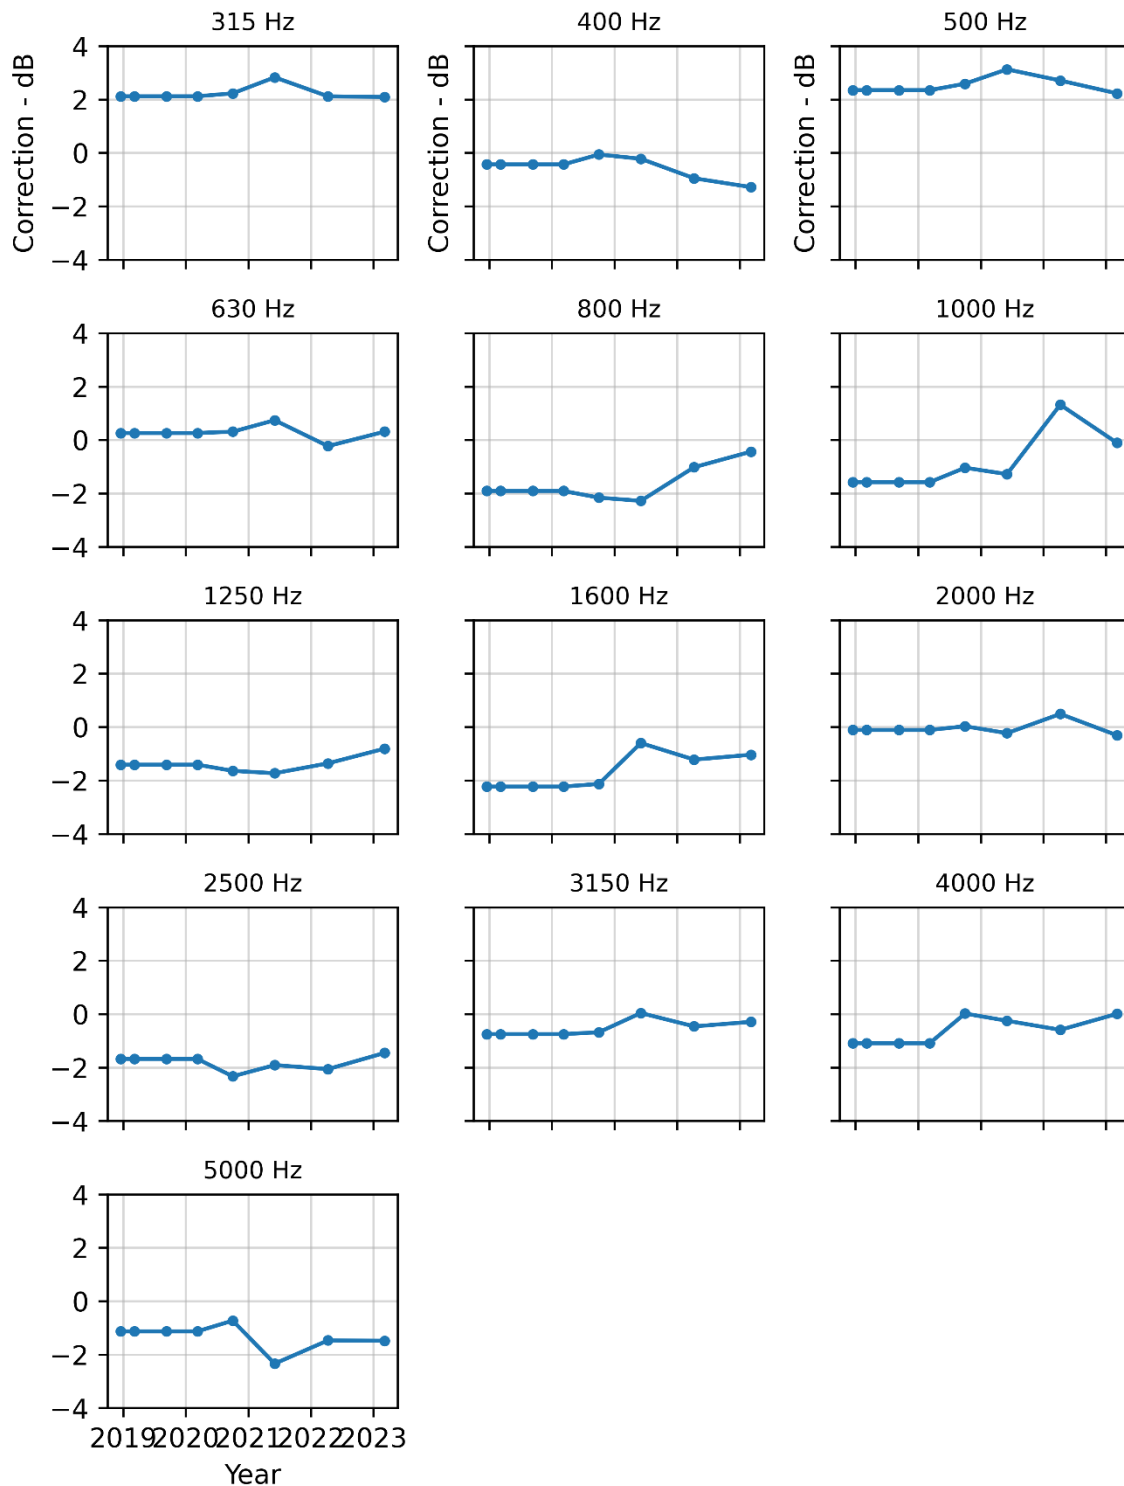 315 Hz 400 Hz 500 Hz
Correction - dB
4
2
0
−2
−4
Correction - dB
Correction - dB
630 Hz 800 Hz 1000 Hz
4
2
0
−2
−4
1250 Hz 1600 Hz 2000 Hz
4
2
0
−2
−4
2500 Hz 3150 Hz 4000 Hz
4
2
0
−2
−4
5000 Hz
4
2
0
−2
−4
2019 2020 2021 2022 2023
Year